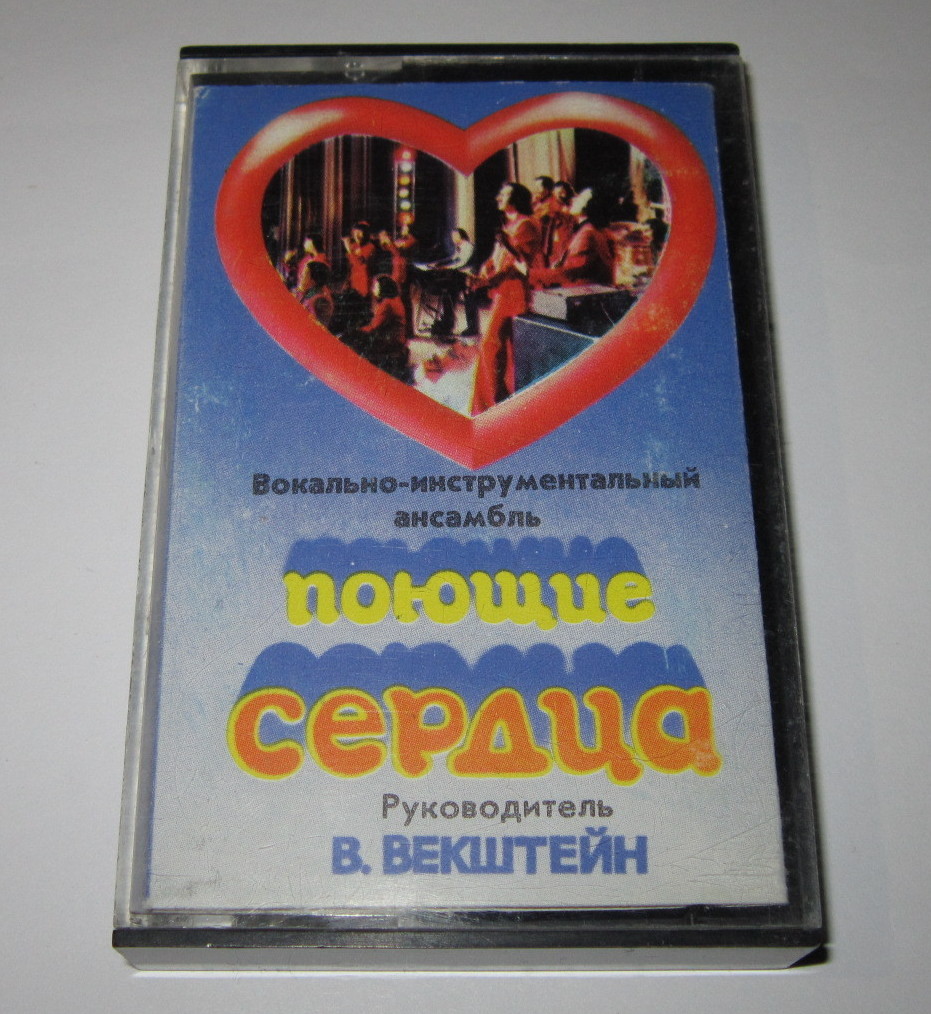 Вокально-инструментальный
ансамбль
поющие
сердца
Руководитель
В. ВЕКШТЕЙН